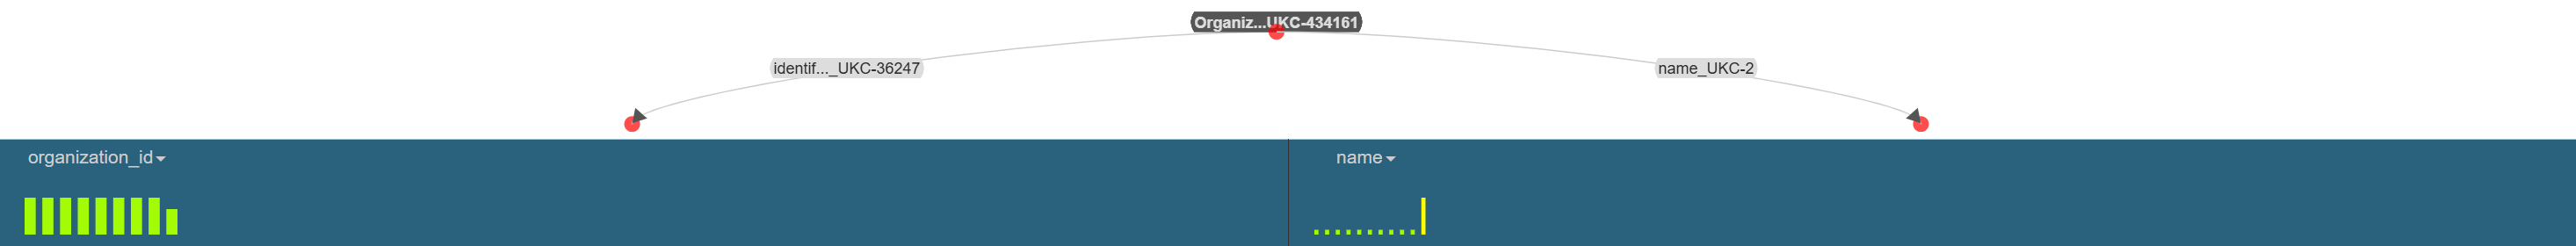 Organiz...UKC-434161
identif..._UKC-36247
name_UKC-2
organization_id
name